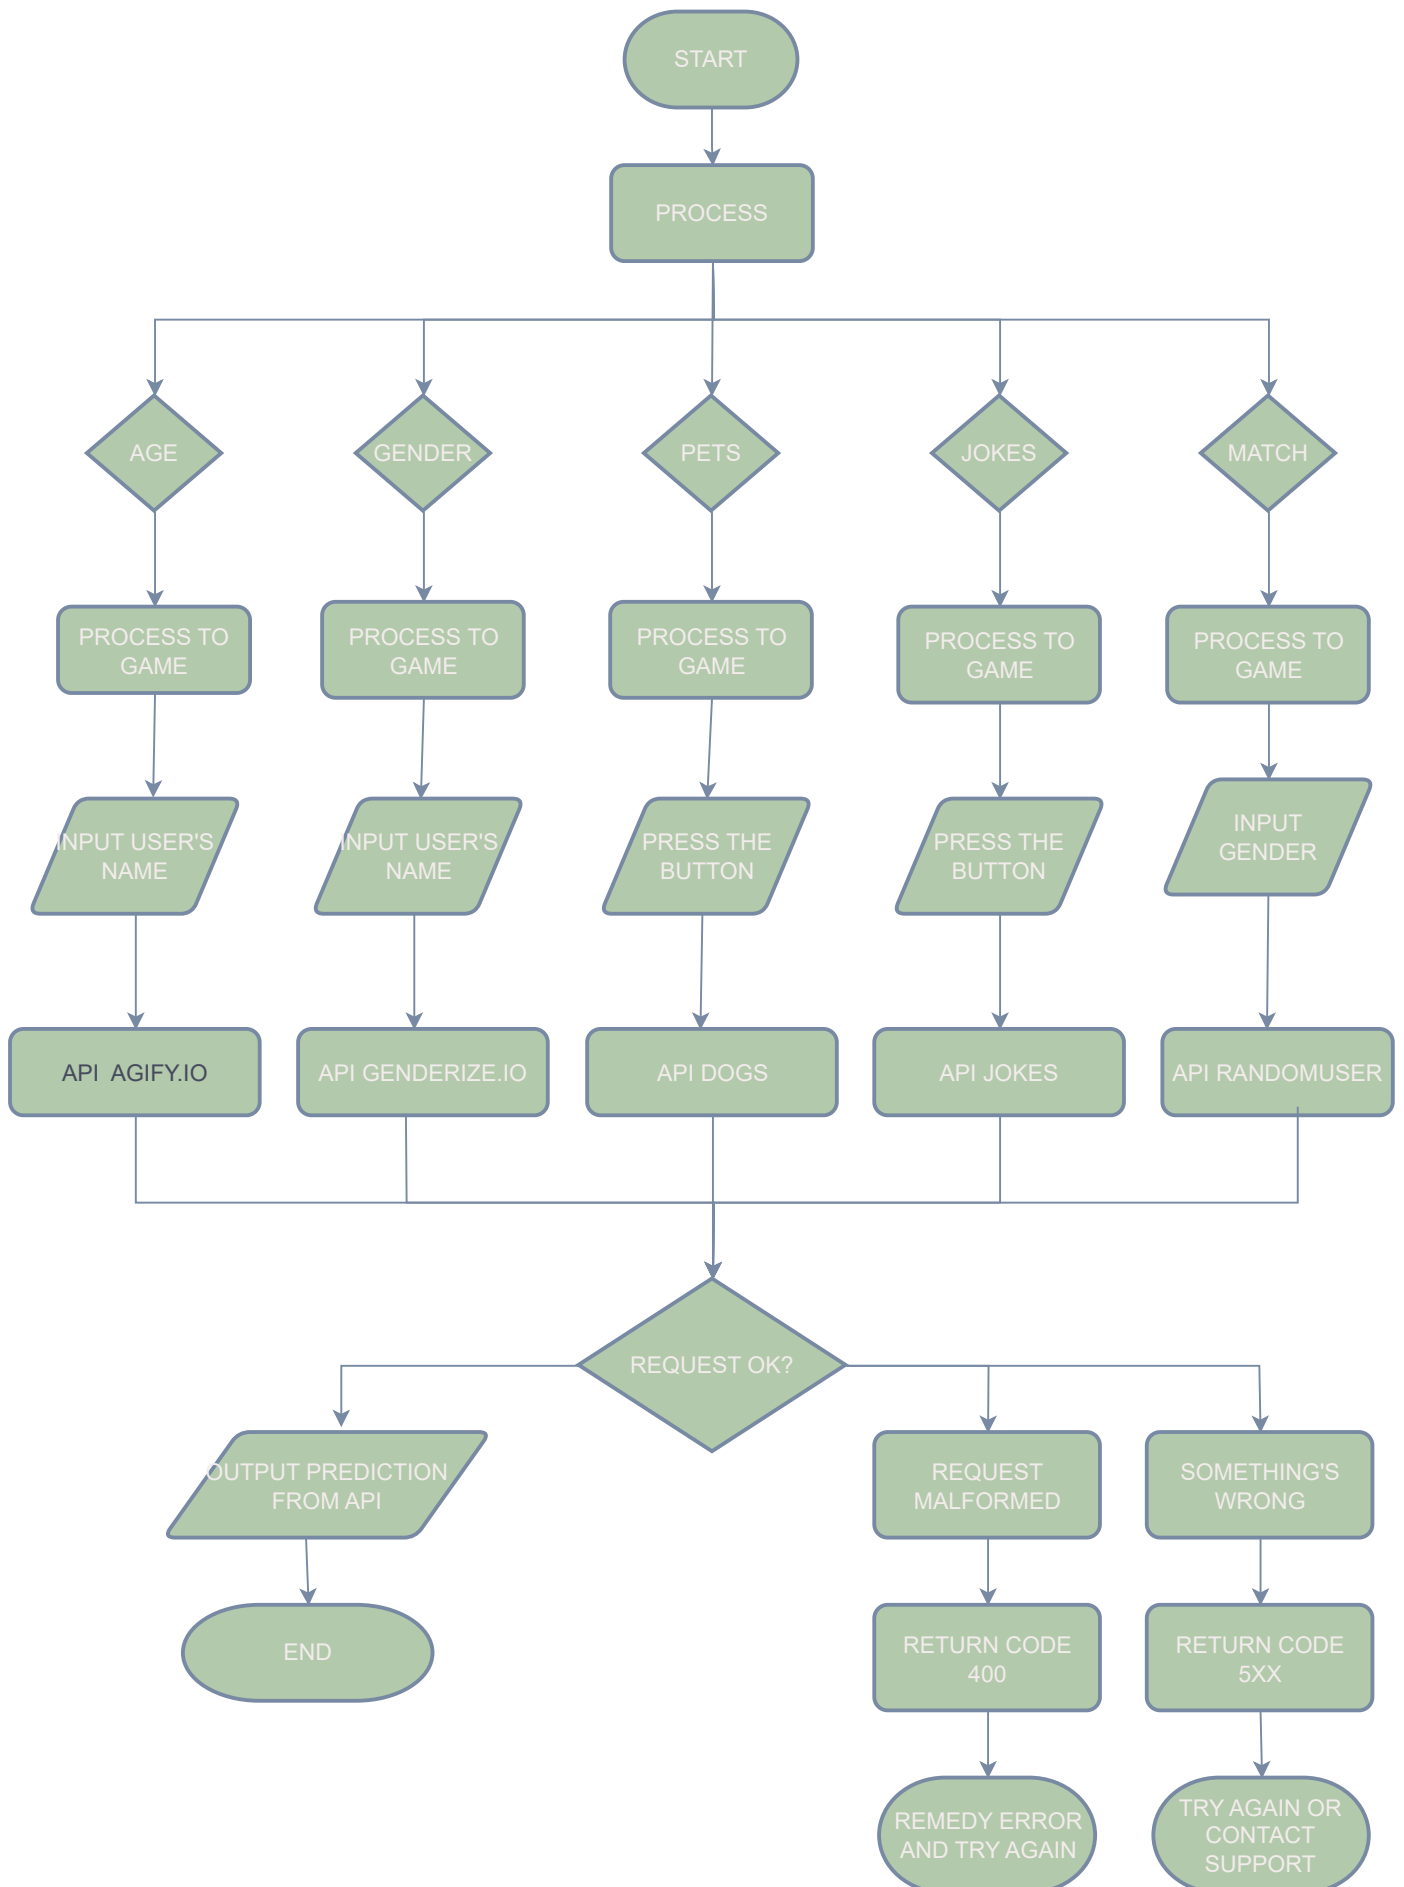 START
PROCESS
AGE
GENDER
PETS
JOKES
MATCH
PROCESS TO
GAME
PROCESS TO
GAME
PROCESS TO
GAME
PROCESS TO
GAME
PROCESS TO
GAME
INPUT USER'S
NAME
INPUT USER'S
NAME
PRESS THE
BUTTON
PRESS THE
BUTTON
INPUT
GENDER
API  AGIFY.IO
API GENDERIZE.IO
API DOGS
API JOKES
API RANDOMUSER
REQUEST OK?
OUTPUT PREDICTION
FROM API
REQUEST
MALFORMED
SOMETHING'S
WRONG
END
RETURN CODE
400
RETURN CODE
5XX
REMEDY ERROR
AND TRY AGAIN
TRY AGAIN OR
CONTACT
SUPPORT